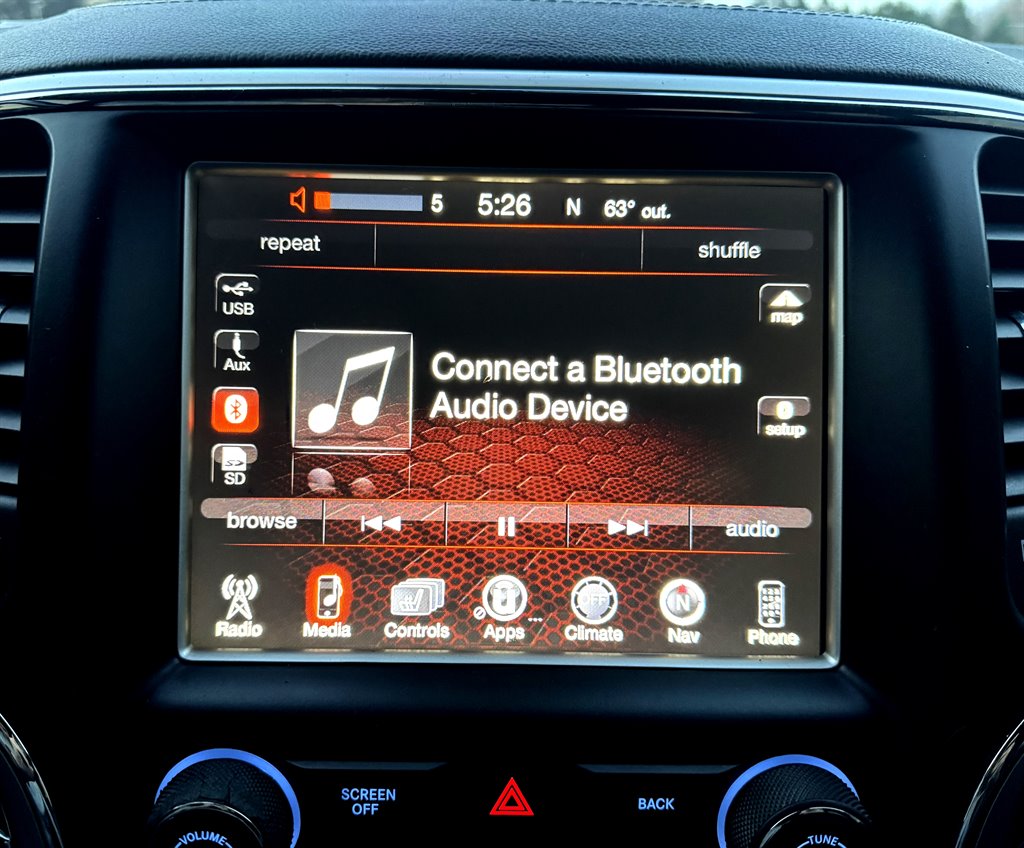 5 5:26 N 63° out.
repeat shuffle
USB
map
Aux
Connect a Bluetooth
Audio Device
setup
SD
browse audio
OFF N
Radio Media Controls Apps ... Climate Nav Phone
SCREEN
OFF
BACK
VOLUME
TUNE